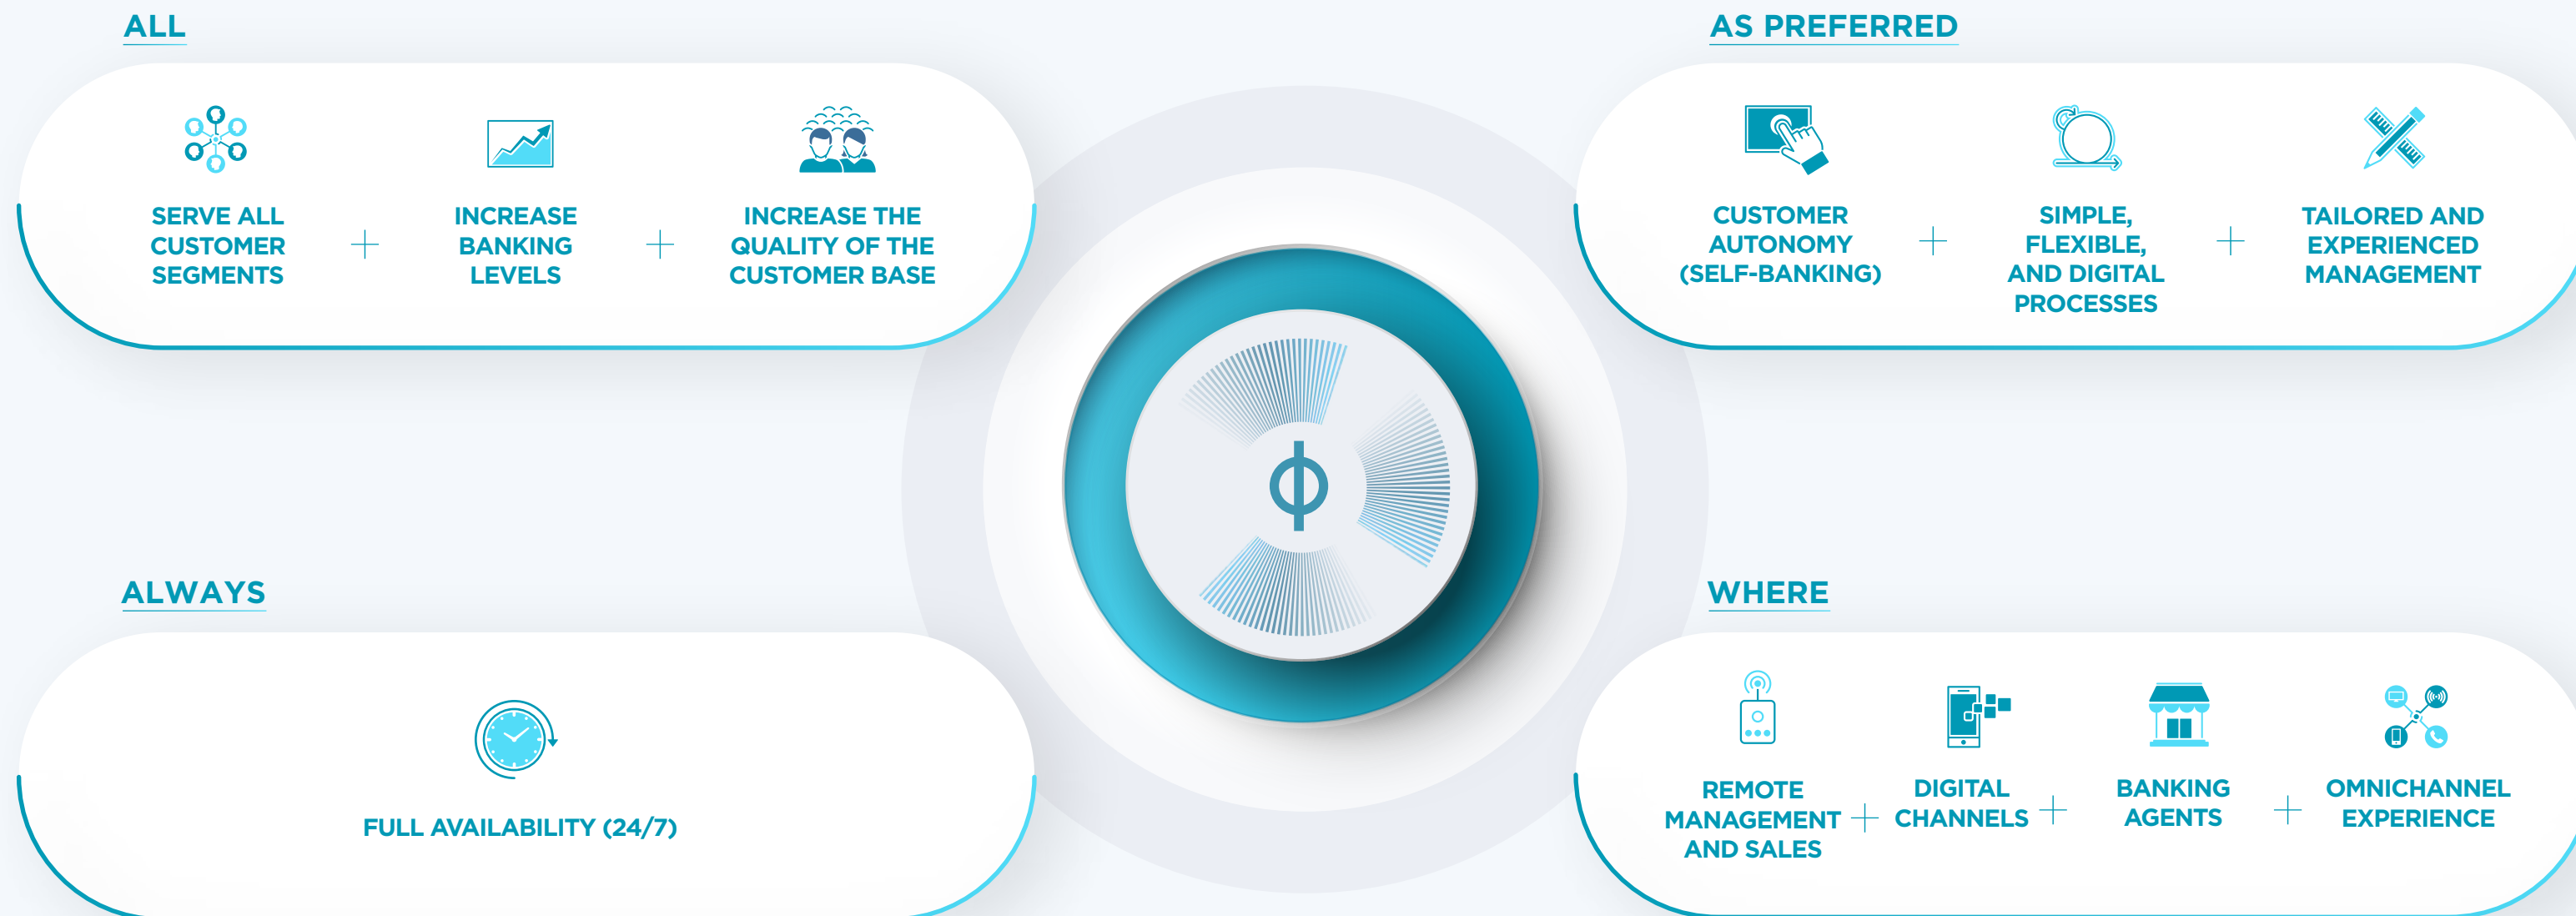 ALL
SERVE ALL
CUSTOMER
SEGMENTS
INCREASE
BANKING
LEVELS
INCREASE THE
QUALITY OF THE
CUSTOMER BASE
AS PREFERRED
CUSTOMER
AUTONOMY
(SELF-BANKING)
SIMPLE,
FLEXIBLE,
AND DIGITAL
PROCESSES
TAILORED AND
EXPERIENCED
MANAGEMENT
ALWAYS
FULL AVAILABILITY (24/7)
WHERE
REMOTE
MANAGEMENT
AND SALES
DIGITAL
CHANNELS
BANKING
AGENTS
OMNICHANNEL
EXPERIENCE